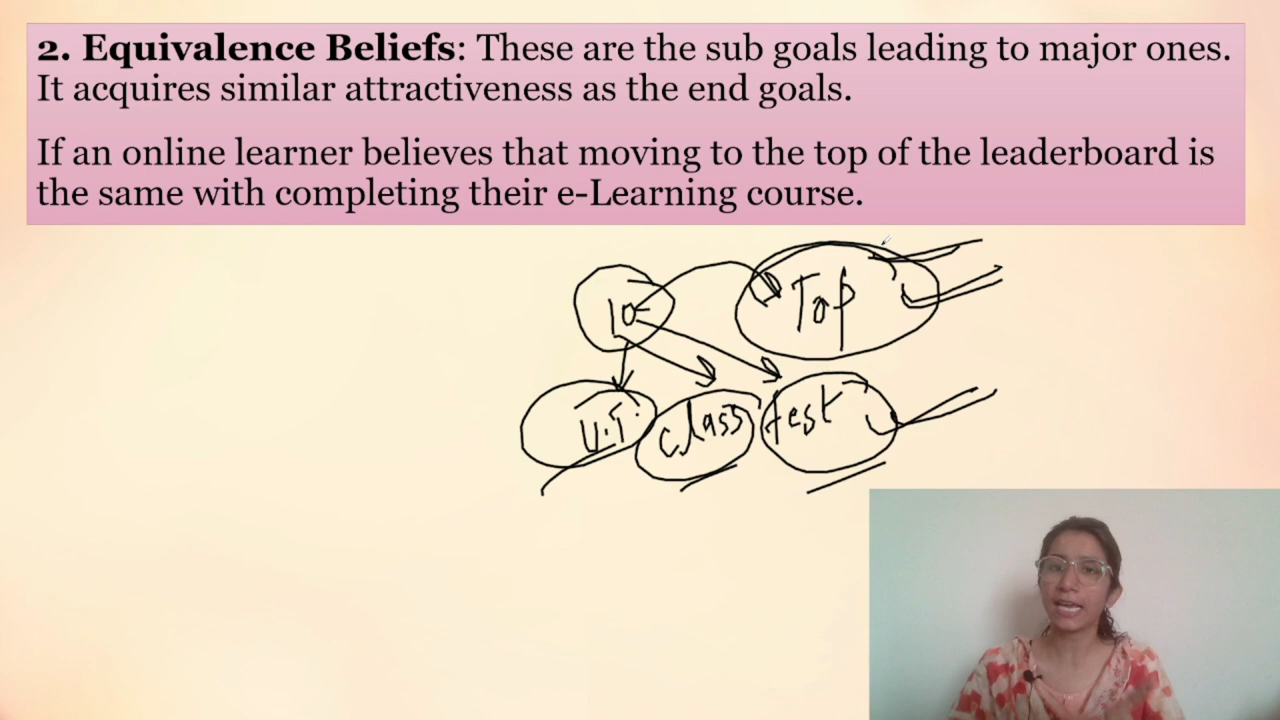 2. Equivalence Beliefs: These are the sub goals leading to major ones.
It acquires similar attractiveness as the end goals.
If an online learner believes that moving to the top of the leaderboard is
the same with completing their e-Learning course.
10 Top
U.T. class test